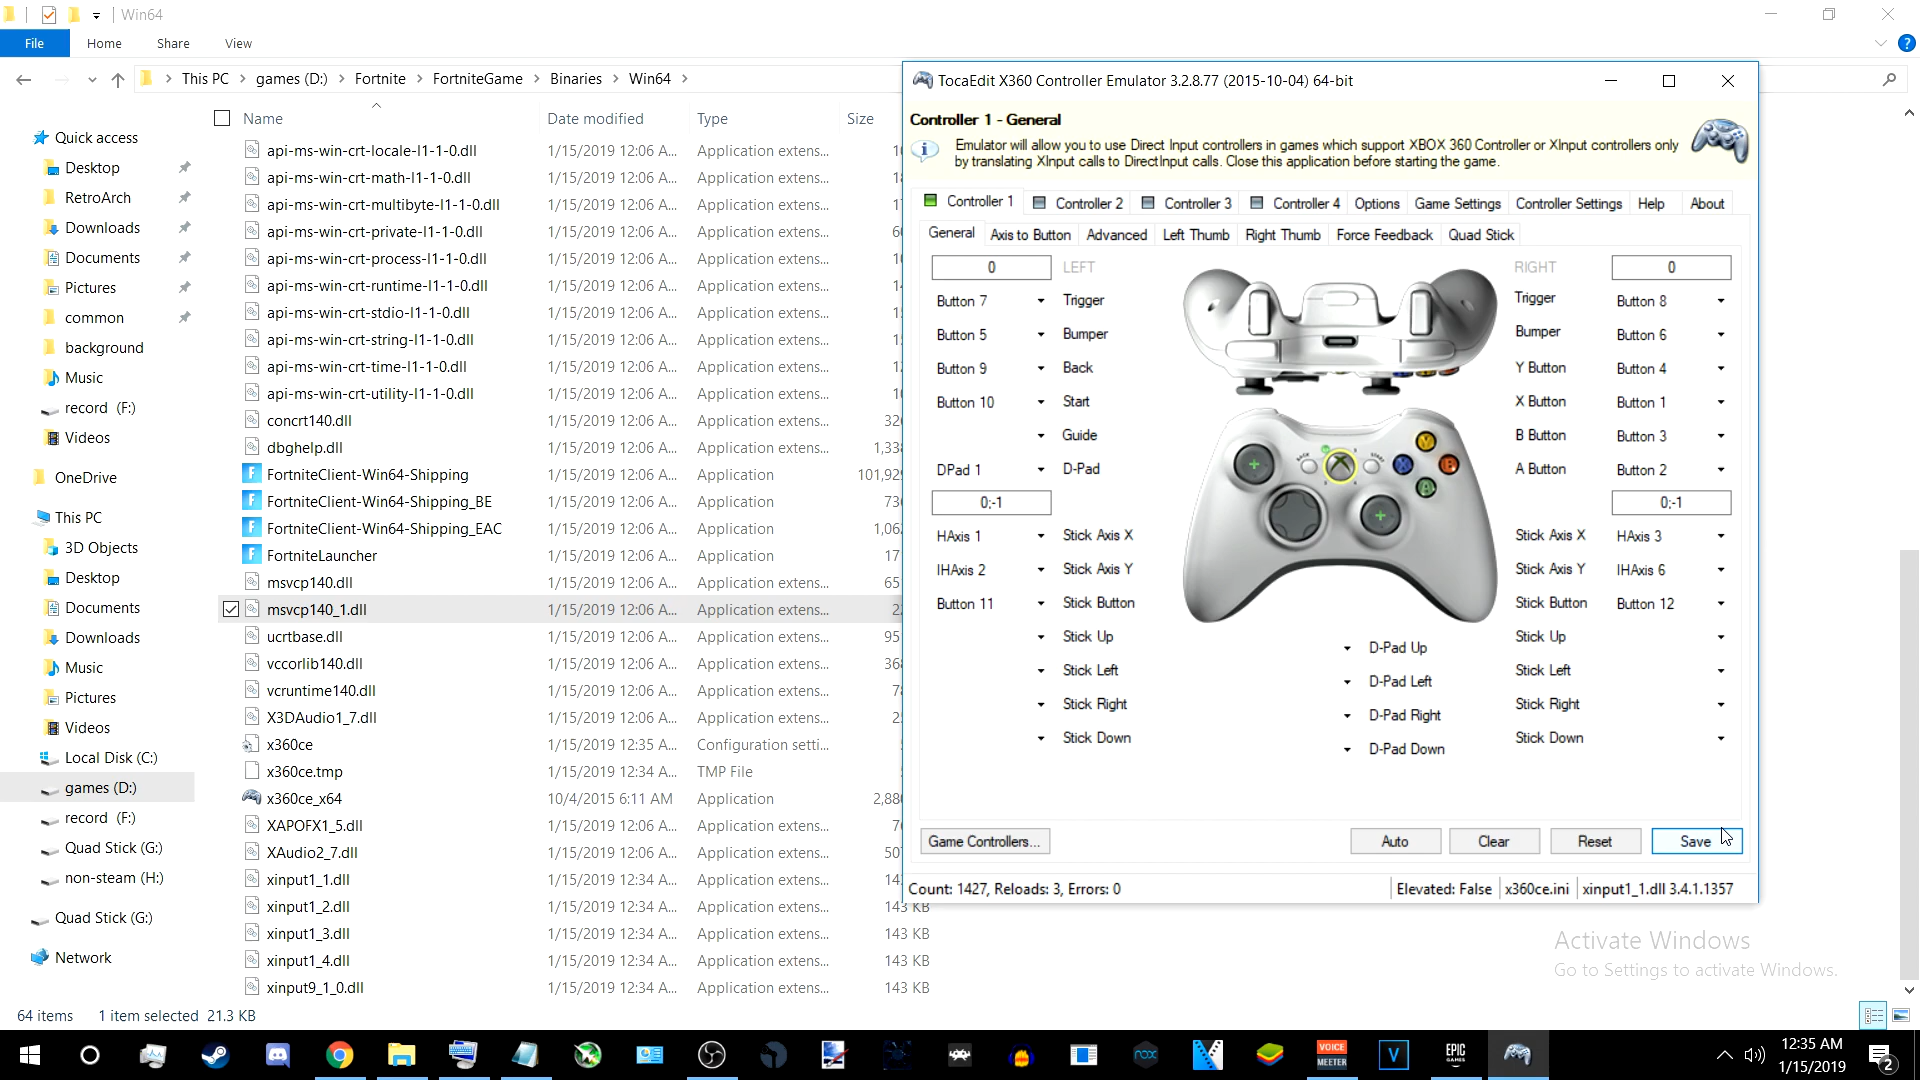 Win64
File
Home
Share
View
This PC > games (D:) > Fortnite > FortniteGame > Binaries > Win64 >
Quick access
Desktop
RetroArch
Downloads
Documents
Pictures
common
background
Music
record (F:)
Videos
OneDrive
This PC
3D Objects
Desktop
Documents
Downloads
Music
Pictures
Videos
Local Disk (C:)
games (D:)
record (F:)
Quad Stick (G:)
non-steam (H:)
Quad Stick (G:)
Network
Name Date modified Type Size
api-ms-win-crt-locale-l1-1-0.dll 1/15/2019 12:06 A... Application extens...
api-ms-win-crt-math-l1-1-0.dll 1/15/2019 12:06 A... Application extens...
api-ms-win-crt-multibyte-l1-1-0.dll 1/15/2019 12:06 A... Application extens...
api-ms-win-crt-private-l1-1-0.dll 1/15/2019 12:06 A... Application extens...
api-ms-win-crt-process-l1-1-0.dll 1/15/2019 12:06 A... Application extens...
api-ms-win-crt-runtime-l1-1-0.dll 1/15/2019 12:06 A... Application extens...
api-ms-win-crt-stdio-l1-1-0.dll 1/15/2019 12:06 A... Application extens...
api-ms-win-crt-string-l1-1-0.dll 1/15/2019 12:06 A... Application extens...
api-ms-win-crt-time-l1-1-0.dll 1/15/2019 12:06 A... Application extens...
api-ms-win-crt-utility-l1-1-0.dll 1/15/2019 12:06 A... Application extens...
concrt140.dll 1/15/2019 12:06 A... Application extens...
dbghelp.dll 1/15/2019 12:06 A... Application extens...
FortniteClient-Win64-Shipping 1/15/2019 12:06 A... Application
FortniteClient-Win64-Shipping_BE 1/15/2019 12:06 A... Application
FortniteClient-Win64-Shipping_EAC 1/15/2019 12:06 A... Application
FortniteLauncher 1/15/2019 12:06 A... Application
msvcp140.dll 1/15/2019 12:06 A... Application extens...
msvcp140_1.dll 1/15/2019 12:06 A... Application extens...
ucrtbase.dll 1/15/2019 12:06 A... Application extens...
vccorlib140.dll 1/15/2019 12:06 A... Application extens...
vcruntime140.dll 1/15/2019 12:06 A... Application extens...
X3DAudio1_7.dll 1/15/2019 12:06 A... Application extens...
x360ce 1/15/2019 12:35 A... Configuration setti...
x360ce.tmp 1/15/2019 12:34 A... TMP File
x360ce_x64 10/4/2015 6:11 AM Application
XAPOFX1_5.dll 1/15/2019 12:06 A... Application extens...
XAudio2_7.dll 1/15/2019 12:06 A... Application extens...
xinput1_1.dll 1/15/2019 12:34 A... Application extens...
xinput1_2.dll 1/15/2019 12:34 A... Application extens... 143 KB
xinput1_3.dll 1/15/2019 12:34 A... Application extens... 143 KB
xinput1_4.dll 1/15/2019 12:34 A... Application extens... 143 KB
xinput9_1_0.dll 1/15/2019 12:34 A... Application extens... 143 KB
64 items 1 item selected 21.3 KB
TocaEdit X360 Controller Emulator 3.2.8.77 (2015-10-04) 64-bit
Controller 1 - General
Emulator will allow you to use Direct Input controllers in games which support XBOX 360 Controller or XInput controllers only
by translating XInput calls to DirectInput calls. Close this application before starting the game.
Controller 1 Controller 2 Controller 3 Controller 4 Options Game Settings Controller Settings Help About
General Axis to Button Advanced Left Thumb Right Thumb Force Feedback Quad Stick
0 LEFT RIGHT 0
Button 7 Trigger Trigger Button 8
Button 5 Bumper Bumper Button 6
Button 9 Back Y Button Button 4
Button 10 Start X Button Button 1
Guide B Button Button 3
DPad 1 D-Pad A Button Button 2
0;-1 0;-1
HAxis 1 Stick Axis X Stick Axis X HAxis 3
IHAxis 2 Stick Axis Y Stick Axis Y IHAxis 6
Button 11 Stick Button Stick Button Button 12
Stick Up D-Pad Up Stick Up
Stick Left D-Pad Left Stick Left
Stick Right D-Pad Right Stick Right
Stick Down D-Pad Down Stick Down
Game Controllers... Auto Clear Reset Save
Count: 1427, Reloads: 3, Errors: 0 Elevated: False x360ce.ini xinput1_1.dll 3.4.1.1357
Activate Windows
Go to Settings to activate Windows.
nox
VOICE
MEETER
V
EPIC
GAMES
12:35 AM
1/15/2019
2